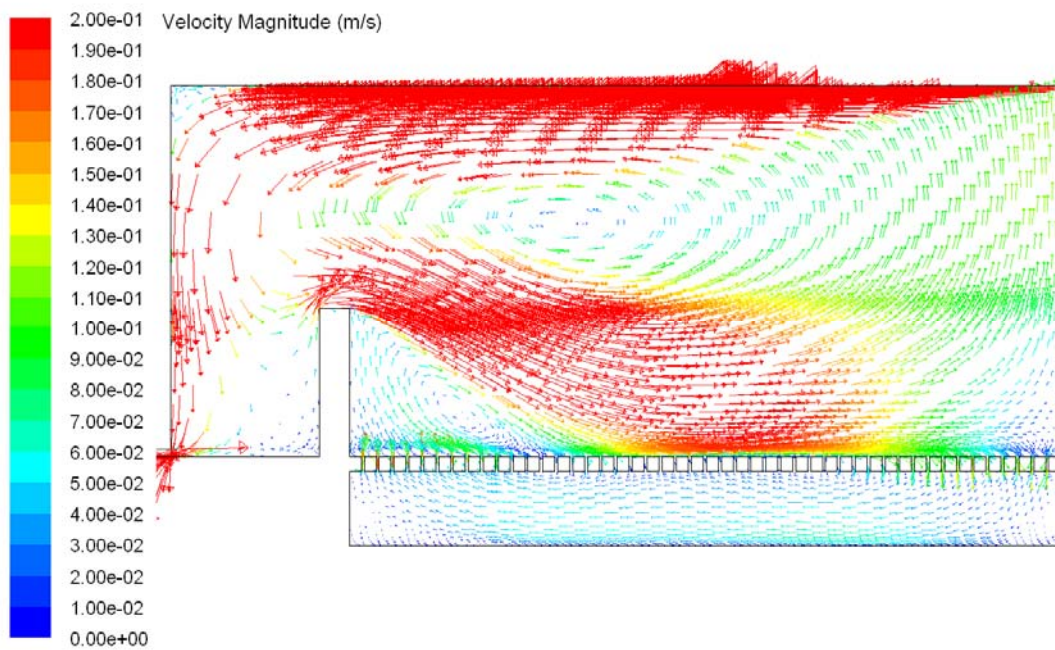 2.00e-01 Velocity Magnitude (m/s)
1.90e-01
1.80e-01
1.70e-01
1.60e-01
1.50e-01
1.40e-01
1.30e-01
1.20e-01
1.10e-01
1.00e-01
9.00e-02
8.00e-02
7.00e-02
6.00e-02
5.00e-02
4.00e-02
3.00e-02
2.00e-02
1.00e-02
0.00e+00